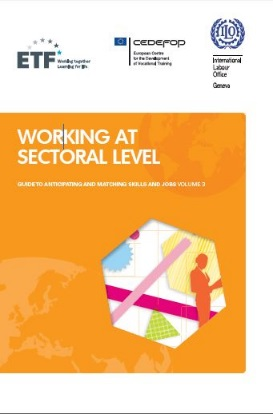 ETF
Working together
Learning for life
CEDEFOP
European Centre
for the Development
of Vocational Training
International
Labour
Office
Geneva
WORKING AT
SECTORAL LEVEL
GUIDE TO ANTICIPATING AND MATCHING SKILLS AND JOBS VOLUME 3